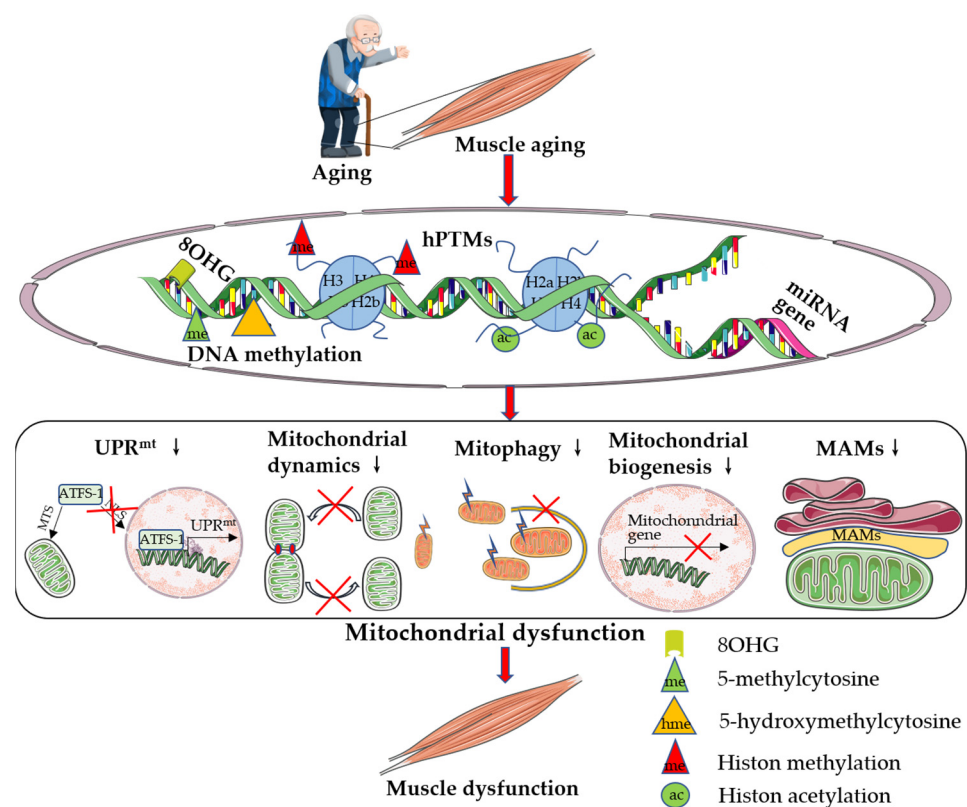 Muscle aging
Aging
8OHG
me
hPTMs
me
H3
H2b
H2a
H4
miRNA
gene
me
ac
ac
DNA methylation
UPRmt ↓
Mitochondrial
dynamics ↓
Mitophagy ↓
Mitochondrial
biogenesis ↓
MAMs ↓
ATFS-1
MTS
NLS
ATFS-1
UPRmt
Mitochonndrial
gene
MAMs
Mitochondrial dysfunction
Muscle dysfunction
8OHG
me 5-methylcytosine
hme 5-hydroxymethylcytosine
me Histon methylation
ac Histon acetylation